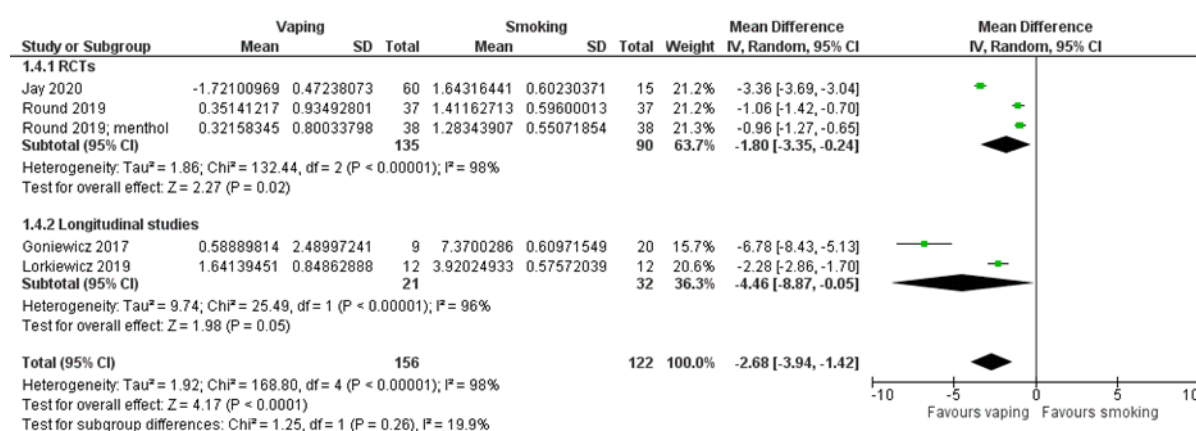 Vaping Smoking Mean Difference Mean Difference
Study or Subgroup Mean SD Total Mean SD Total Weight IV, Random, 95% CI IV, Random, 95% CI
1.4.1 RCTs
Jay 2020 -1.72100969 0.47238073 60 1.64316441 0.60230371 15 21.2% -3.36 [-3.69, -3.04]
Round 2019 0.35141217 0.93492801 37 1.41162713 0.59600013 37 21.2% -1.06 [-1.42, -0.70]
Round 2019; menthol 0.32158345 0.80033798 38 1.28343907 0.55071854 38 21.3% -0.96 [-1.27, -0.65]
Subtotal (95% CI) 135 90 63.7% -1.80 [-3.35, -0.24]
Heterogeneity: Tau² = 1.86; Chi² = 132.44, df = 2 (P < 0.00001); I² = 98%
Test for overall effect: Z = 2.27 (P = 0.02)
1.4.2 Longitudinal studies
Goniewicz 2017 0.58889814 2.48997241 9 7.3700286 0.60971549 20 15.7% -6.78 [-8.43, -5.13]
Lorkiewicz 2019 1.64139451 0.84862888 12 3.92024933 0.57572039 12 20.6% -2.28 [-2.86, -1.70]
Subtotal (95% CI) 21 32 36.3% -4.46 [-8.87, -0.05]
Heterogeneity: Tau² = 9.74; Chi² = 25.49, df = 1 (P < 0.00001); I² = 96%
Test for overall effect: Z = 1.98 (P = 0.05)
Total (95% CI) 156 122 100.0% -2.68 [-3.94, -1.42]
Heterogeneity: Tau² = 1.92; Chi² = 168.80, df = 4 (P < 0.00001); I² = 98%
Test for overall effect: Z = 4.17 (P < 0.0001)
Test for subgroup differences: Chi² = 1.25, df = 1 (P = 0.26), I² = 19.9%
-10 -5 0 5 10
Favours vaping Favours smoking